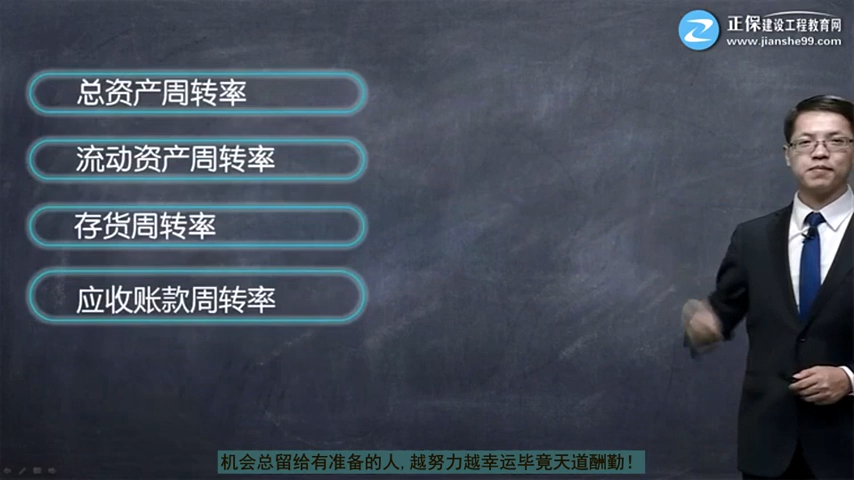 正保建设工程教育网
www.jianshe99.com
总资产周转率
流动资产周转率
存货周转率
应收账款周转率
机会总留给有准备的人,越努力越幸运毕竟天道酬勤!